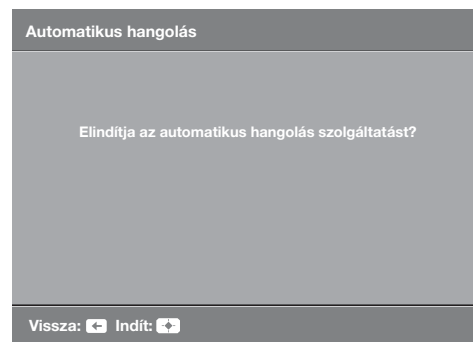 Automatikus hangolás
Elindítja az automatikus hangolás szolgáltatást?
Vissza: Indít: